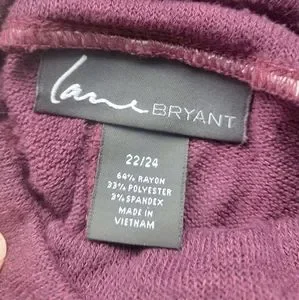 Lane BRYANT
22/24
64% RAYON
33% POLYESTER
3% SPANDEX
MADE IN
VIETNAM